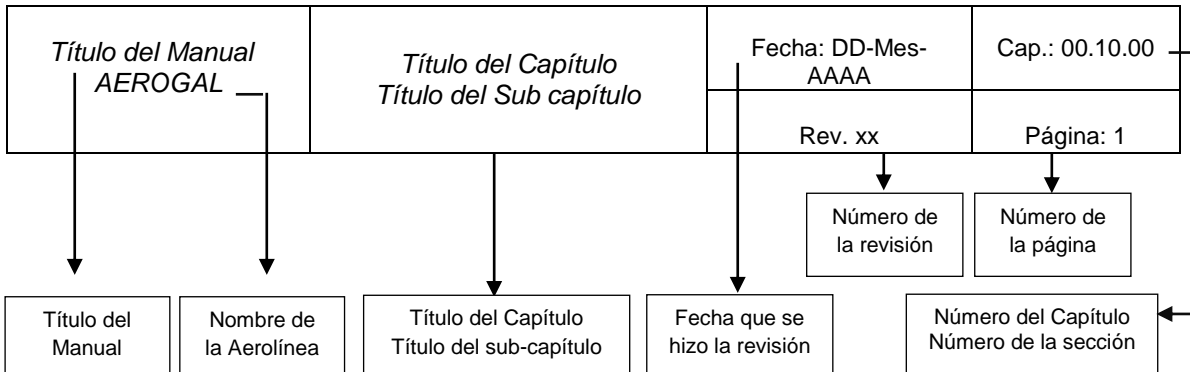 Título del Manual
AEROGAL
Título del Capítulo
Título del Sub capítulo
Fecha: DD-Mes-
AAAA
Cap.: 00.10.00
Rev. xx
Página: 1
Número de
la revisión
Número de
la página
Título del
Manual
Nombre de
la Aerolínea
Título del Capítulo
Título del sub-capítulo
Fecha que se
hizo la revisión
Número del Capítulo
Número de la sección